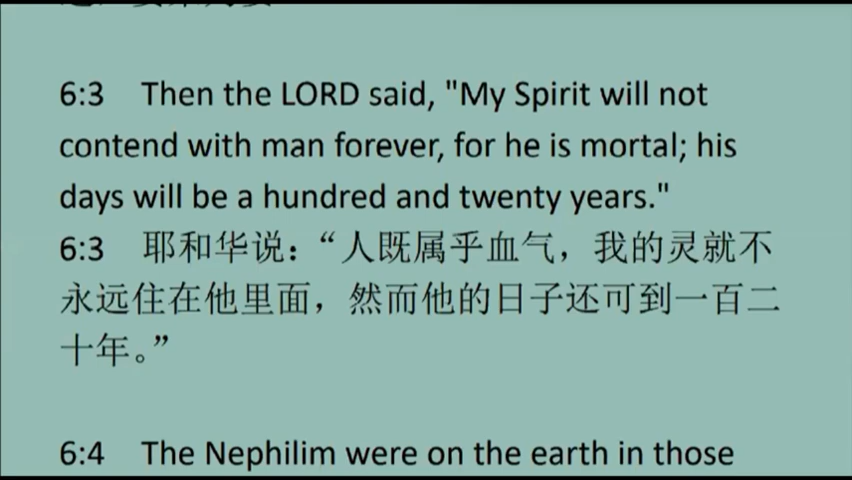 6:3 Then the LORD said, "My Spirit will not
contend with man forever, for he is mortal; his
days will be a hundred and twenty years."
6:3 耶和华说：“人既属乎血气，我的灵就不
永远住在他里面，然而他的日子还可到一百二
十年。”
6:4 The Nephilim were on the earth in those